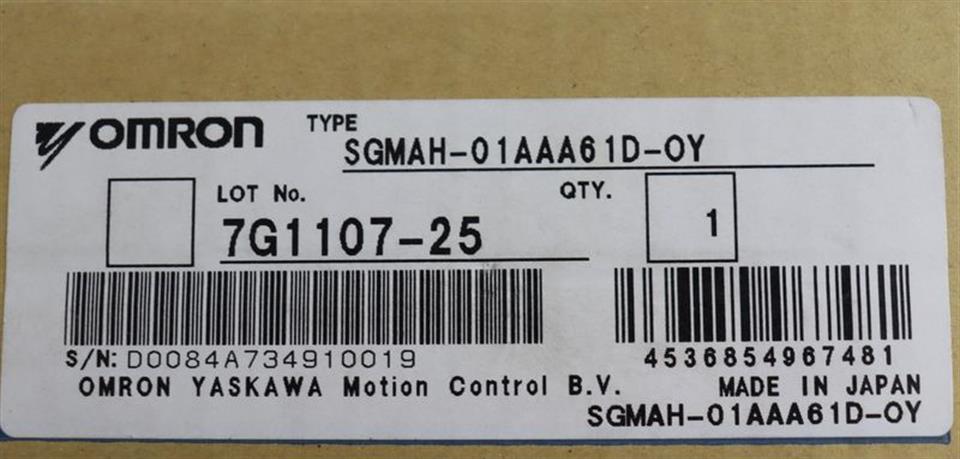 OMRON TYPE SGMAH-01AAA61D-OY
LOT No. QTY.
7G1107-25 1
S/N: D0084A734910019 4536854967481
OMRON YASKAWA Motion Control B.V. MADE IN JAPAN
SGMAH-01AAA61D-OY